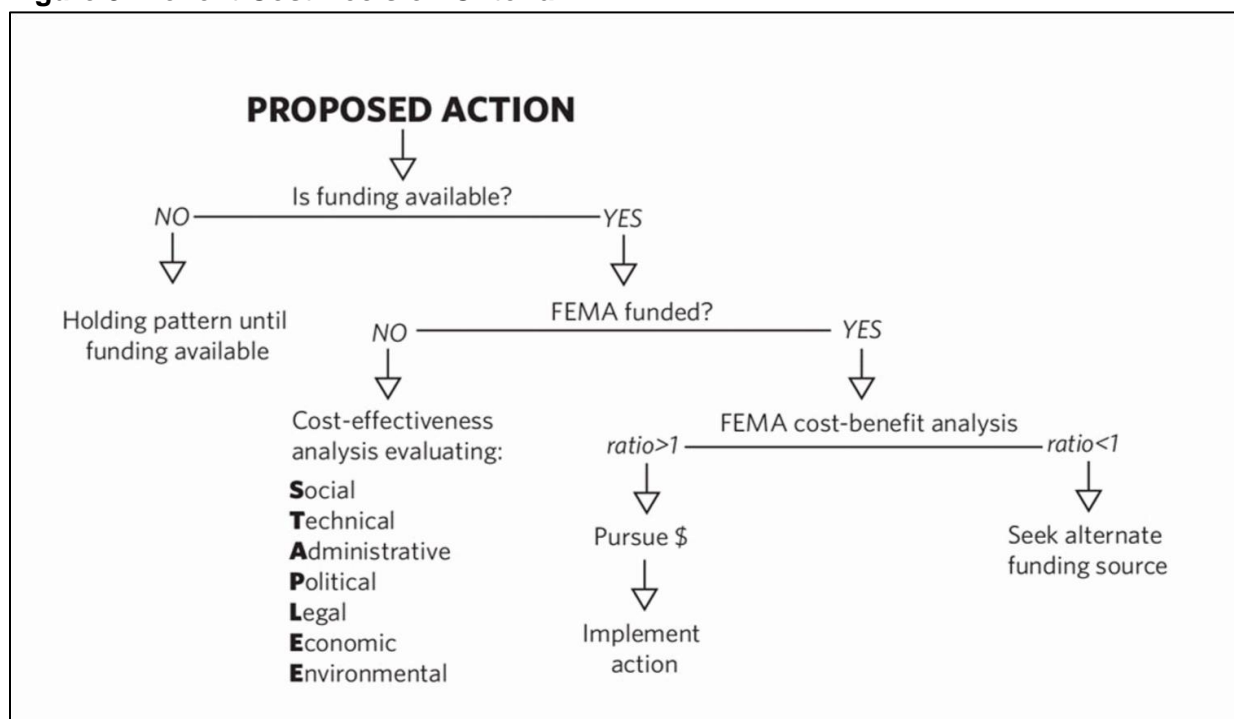 PROPOSED ACTION
Is funding available?
NO
YES
Holding pattern until
funding available
FEMA funded?
NO
YES
Cost-effectiveness
analysis evaluating:
Social
Technical
Administrative
Political
Legal
Economic
Environmental
FEMA cost-benefit analysis
ratio>1
ratio<1
Pursue $
Implement
action
Seek alternate
funding source